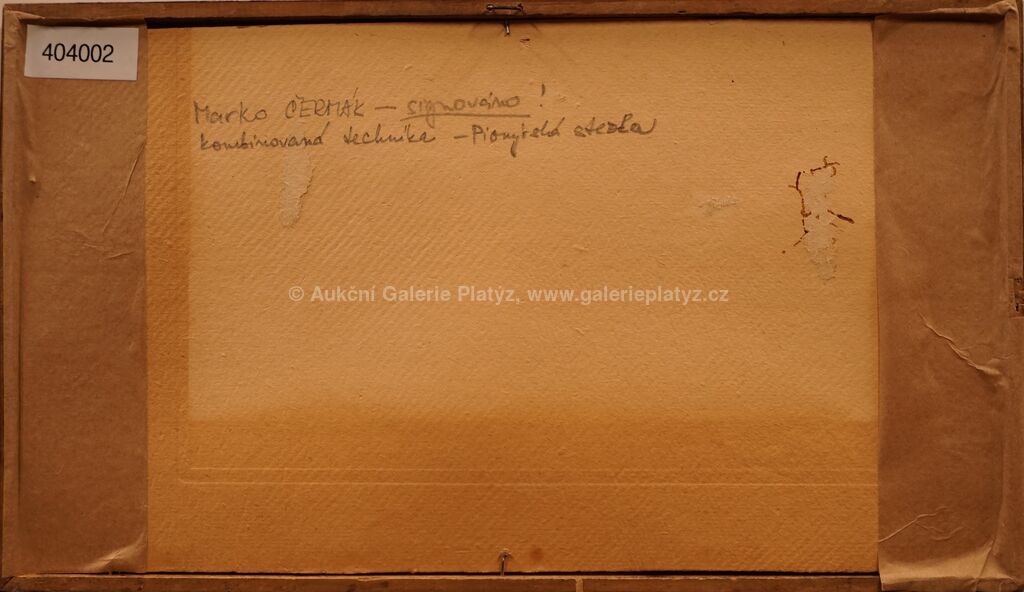 404002
Marko ČERMÁK – signováno!
kombinovaná technika – Pionýrská stezka
© Aukční Galerie Platýz, www.galerieplatyz.cz